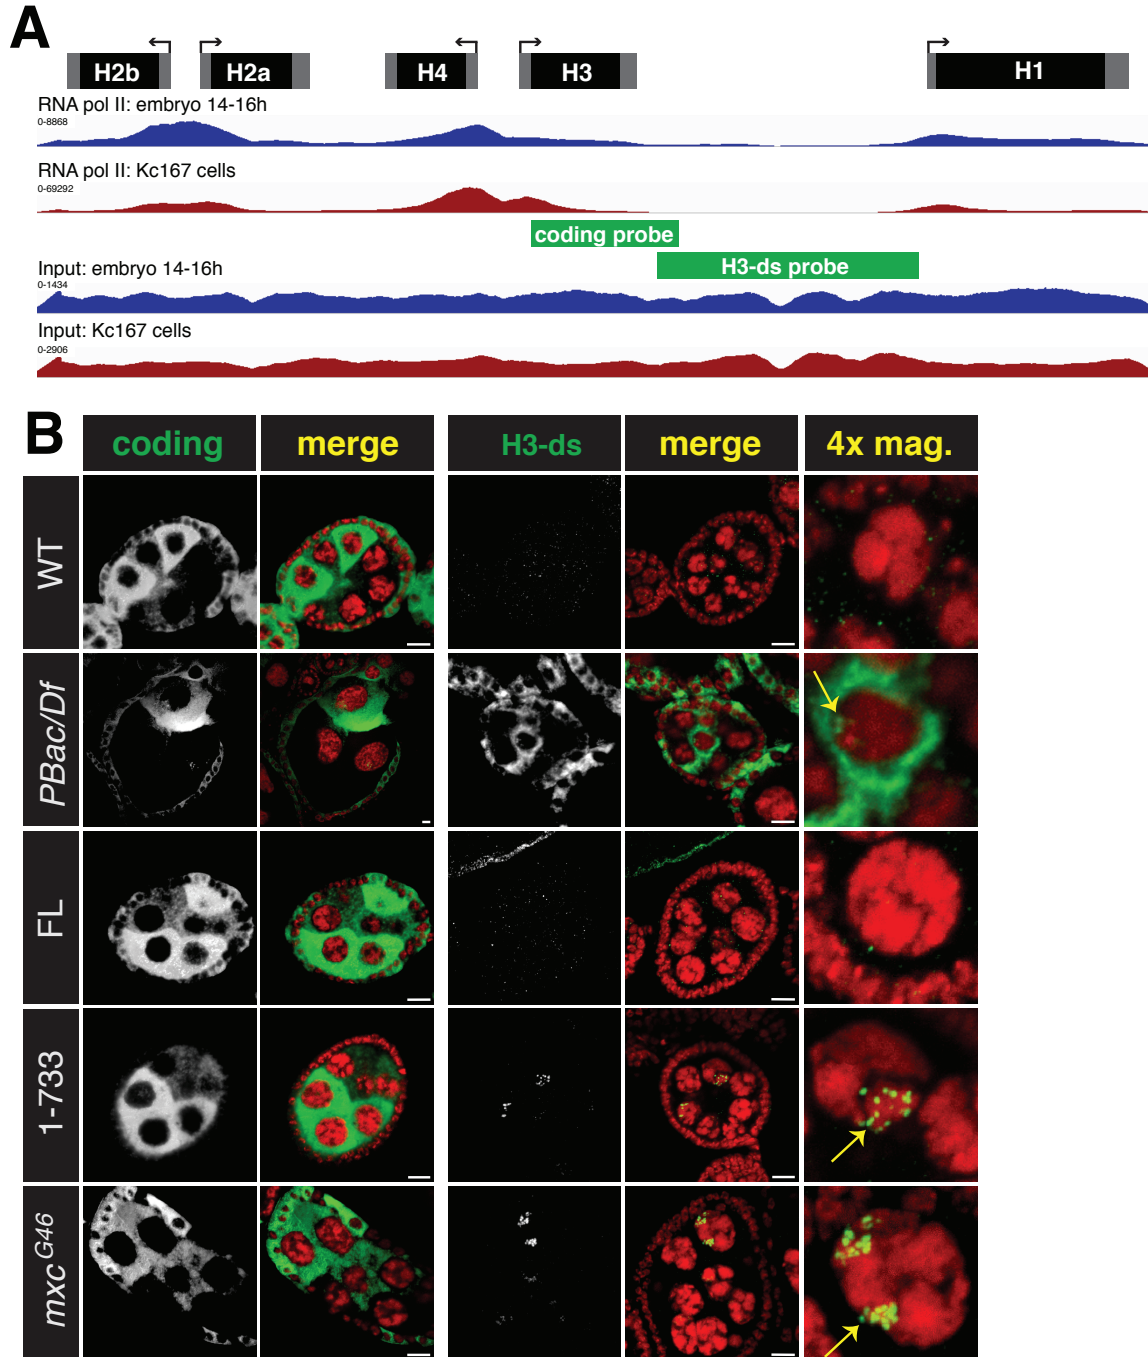 A
H2b H2a H4 H3 H1
RNA pol II: embryo 14-16h
0-8868
RNA pol II: Kc167 cells
0-69292
coding probe
H3-ds probe
Input: embryo 14-16h
0-1434
Input: Kc167 cells
0-2906
B
coding merge H3-ds merge 4x mag.
WT
PBac/Df
FL
1-733
mxcG46